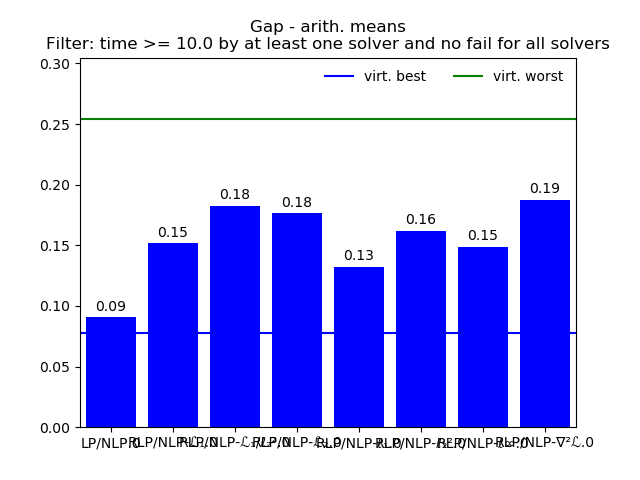 Gap - arith. means
Filter: time >= 10.0 by at least one solver and no fail for all solvers
virt. best virt. worst
0.30
0.25
0.20
0.15
0.10
0.05
0.00
0.09 0.15 0.18 0.18 0.13 0.16 0.15 0.19
LP/NLP.0